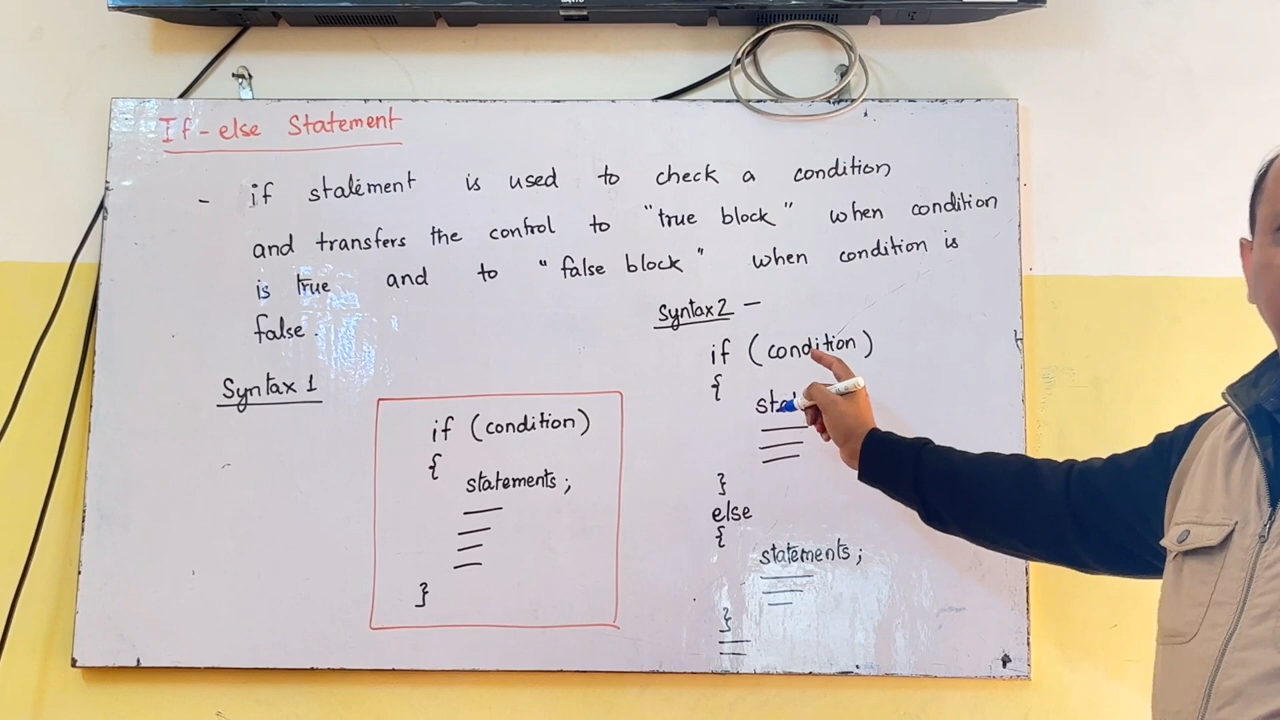 If-else Statement
- if statement is used to check a condition
and transfers the control to "true block" when condition
is true and to "false block" when condition is
false.
Syntax 1
if (condition)
{
statements;
}
Syntax 2 -
if (condition)
{
}
else
{
statements;
}